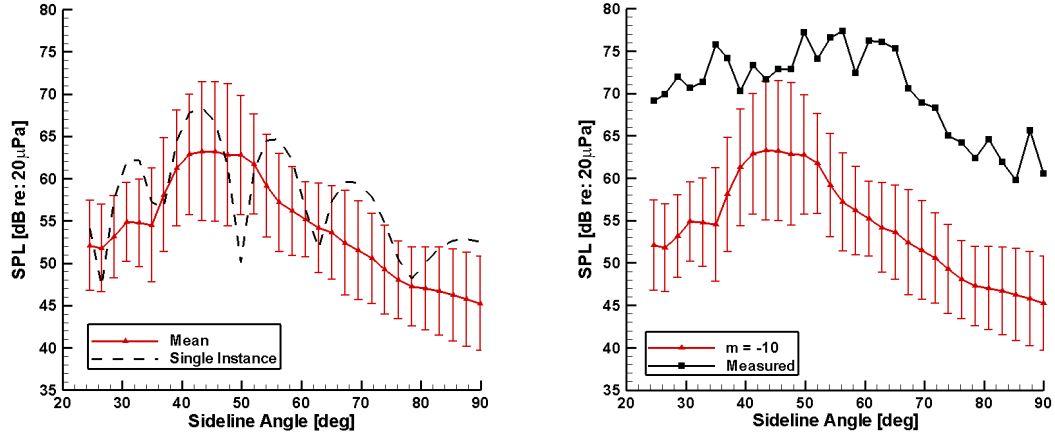 80
75
70
65
60
55
50
45
40
35
SPL [dB re: 20μPa]
Mean
Single Instance
20 30 40 50 60 70 80 90
Sideline Angle [deg]
80
75
70
65
60
55
50
45
40
35
SPL [dB re: 20μPa]
m = -10
Measured
20 30 40 50 60 70 80 90
Sideline Angle [deg]